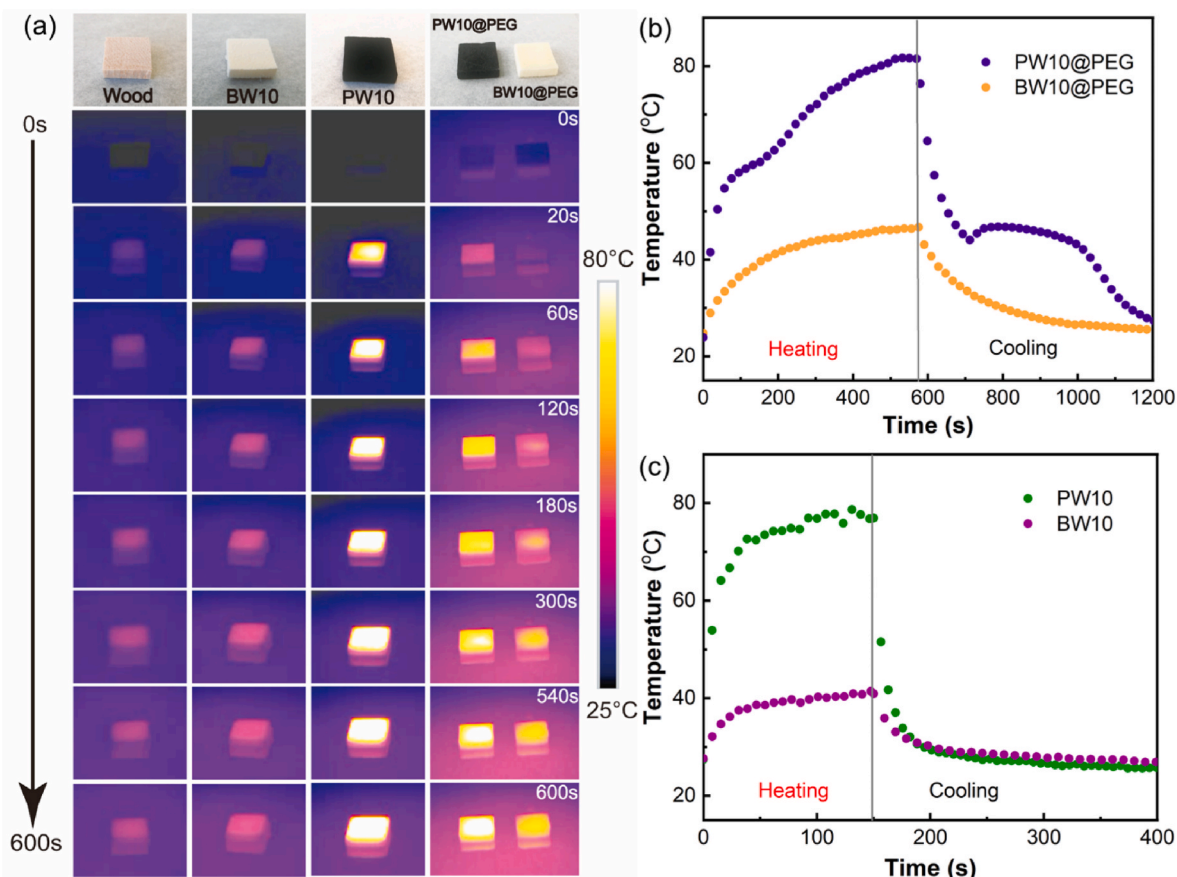 (a)
Wood
BW10
PW10
PW10@PEG
BW10@PEG
0s
600s
0s
20s
60s
120s
180s
300s
540s
600s
80°C
25°C
(b)
PW10@PEG
BW10@PEG
Temperature (°C)
80
60
40
20
Heating
Cooling
0 200 400 600 800 1000 1200
Time (s)
(c)
PW10
BW10
Temperature (°C)
80
60
40
20
Heating
Cooling
0 100 200 300 400
Time (s)